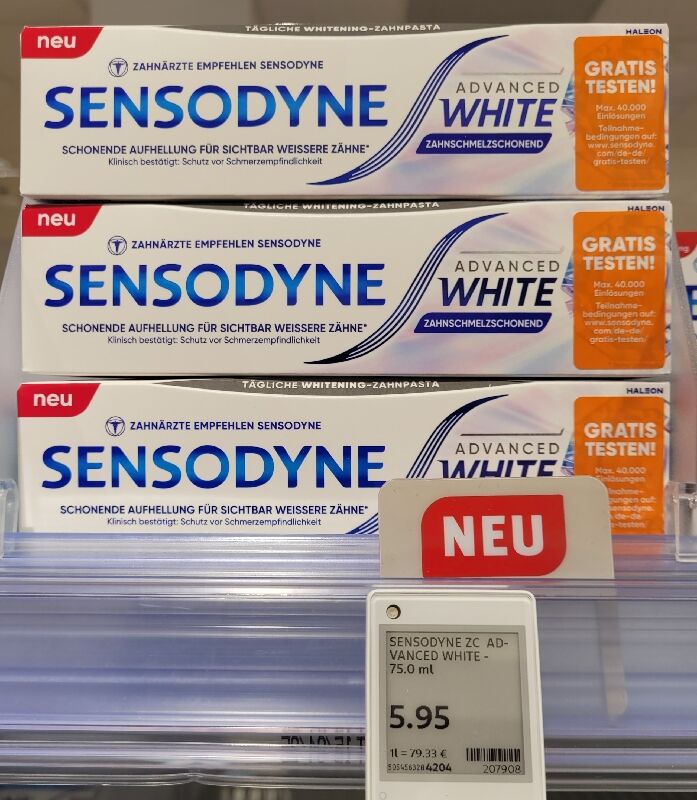 TÄGLICHE WHITENING-ZAHNPASTA
neu
HALEON
ZAHNÄRZTE EMPFEHLEN SENSODYNE
SENSODYNE
SCHONENDE AUFHELLUNG FÜR SICHTBAR WEISSERE ZÄHNE*
Klinisch bestätigt: Schutz vor Schmerzempfindlichkeit
ADVANCED
WHITE
ZAHNSCHMELZSCHONEND
GRATIS
TESTEN!
Max. 40.000
Einlösungen
Teilnahme-
bedingungen auf:
www.sensodyne.
com/de-de/
gratis-testen/
TÄGLICHE WHITENING-ZAHNPASTA
neu
HALEON
ZAHNÄRZTE EMPFEHLEN SENSODYNE
SENSODYNE
SCHONENDE AUFHELLUNG FÜR SICHTBAR WEISSERE ZÄHNE*
Klinisch bestätigt: Schutz vor Schmerzempfindlichkeit
ADVANCED
WHITE
ZAHNSCHMELZSCHONEND
GRATIS
TESTEN!
Max. 40.000
Einlösungen
Teilnahme-
bedingungen auf:
www.sensodyne.
com/de-de/
gratis-testen/
TÄGLICHE WHITENING-ZAHNPASTA
neu
HALEON
ZAHNÄRZTE EMPFEHLEN SENSODYNE
SENSODYNE
SCHONENDE AUFHELLUNG FÜR SICHTBAR WEISSERE ZÄHNE*
Klinisch bestätigt: Schutz vor Schmerzempfindlichkeit
ADVANCED
WHITE
GRATIS
TESTEN!
Max. 40.000
NEU
SENSODYNE ZC AD-
VANCED WHITE -
75.0 ml
5.95
1l = 79.33 €
4204
207908